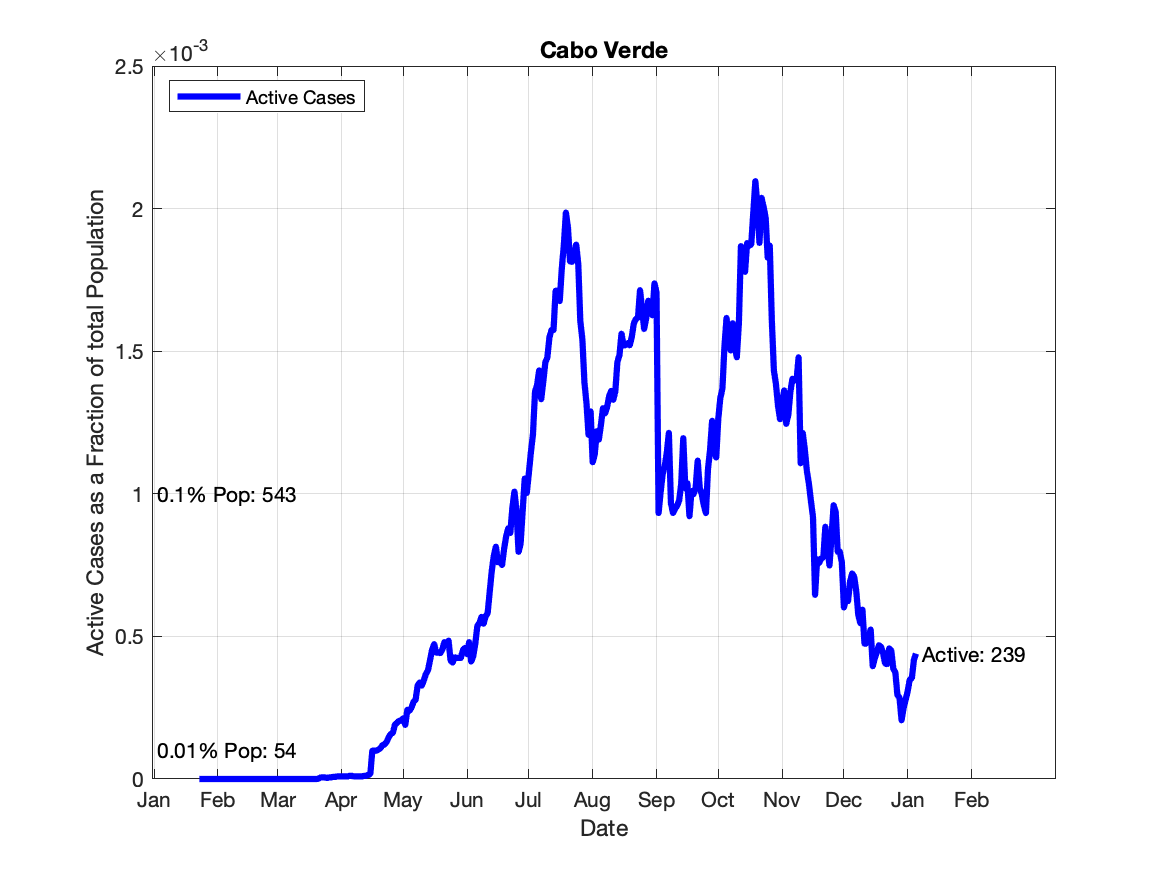 Cabo Verde
×10-3
2.5
2
1.5
1
0.5
0
Active Cases
0.1% Pop: 543
0.01% Pop: 54
Active: 239
Active Cases as a Fraction of total Population
Jan Feb Mar Apr May Jun Jul Aug Sep Oct Nov Dec Jan Feb
Date